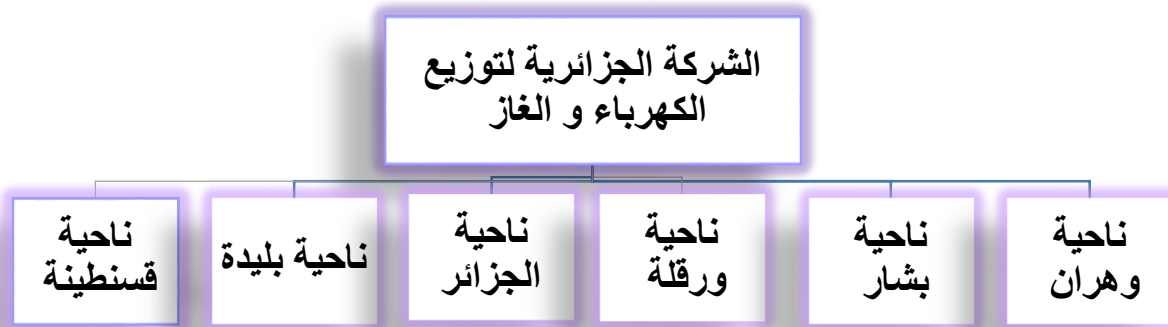 الشركة الجزائرية لتوزيع
الكهرباء و الغاز
ناحية
وهران
ناحية
بشار
ناحية
ورقلة
ناحية
الجزائر
ناحية بليدة
ناحية
قسنطينة